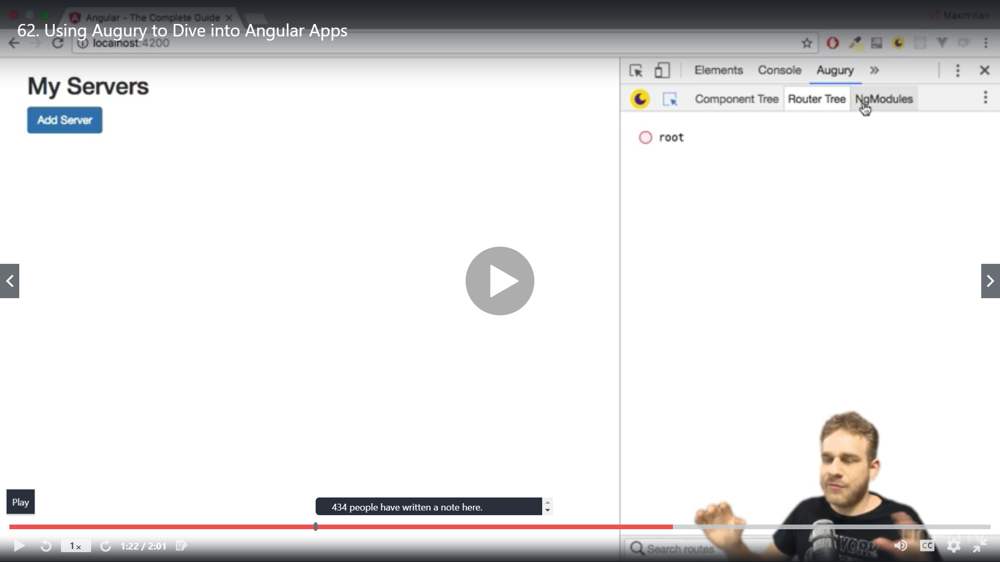 Angular - The Complete Guide
Maximilian
62. Using Augury to Dive into Angular Apps
localhost:4200
Elements Console Augury
Component Tree Router Tree NgModules
My Servers
Add Server
root
Play
434 people have written a note here.
1x 1:22 / 2:01
Search routes
YORK
CC